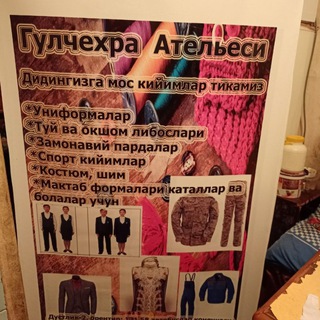 Гулчехра Ательеси
Дидингизга мос кийимлар тикамиз
*Униформалар
*Туй ва окшом либослари
*Замонавий пардалар
*Спорт кийимлар
*Костюм, шим
*Мактаб формалари каталлар ва
болалар учун